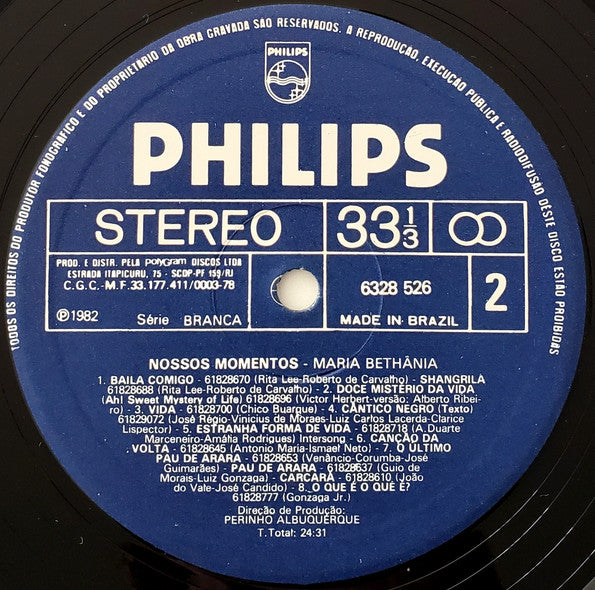 TODOS OS DIREITOS DO PRODUTOR FONOGRÁFICO E DO PROPRIETÁRIO DA OBRA GRAVADA SÃO RESERVADOS. A REPRODUÇÃO, EXECUÇÃO PÚBLICA E RADIODIFUSÃO DÊSTE DISCO ESTÃO PROIBIDAS
PHILIPS
PHILIPS
STEREO 33 1/3
PROD. E DISTR. PELA polygram DISCOS LTDA
ESTRADA ITAPICURU, 75 - SCDP-PF 159/RJ
C.G.C.-M.F. 33.177.411/0003-78
6328 526
2
℗1982 Série BRANCA MADE IN BRAZIL
NOSSOS MOMENTOS - MARIA BETHÂNIA
1. BAILA COMIGO - 61828670 (Rita Lee-Roberto de Carvalho) - SHANGRILÁ
61828688 (Rita Lee-Roberto de Carvalho) - 2. DOCE MISTÉRIO DA VIDA
(Ah! Sweet Mystery of Life) 61828696 (Victor Herbert-versão: Alberto Ribei-
ro) - 3. VIDA - 61828700 (Chico Buarque) - 4. CÂNTICO NEGRO (Texto)
61829072 (José Régio-Vinicius de Moraes-Luiz Carlos Lacerda-Clarice
Lispector) - 5. ESTRANHA FORMA DE VIDA - 61828718 (A.Duarte
Marceneiro-Amália Rodrigues) Intersong - 6. CANÇÃO DA
VOLTA - 61828645 (Antonio Maria-Ismael Neto) - 7. O ÚLTIMO
PAU DE ARARA - 61828653 (Venâncio-Corumba-José
Guimarães) - PAU DE ARARA - 61828637 (Guio de
Morais-Luiz Gonzaga) - CARCARÁ - 61828610 (João
do Vale-José Candido) - 8. O QUE É O QUE É?
61828777 (Gonzaga Jr.)
Direção de Produção:
PERINHO ALBUQUERQUE
T. Total: 24:31